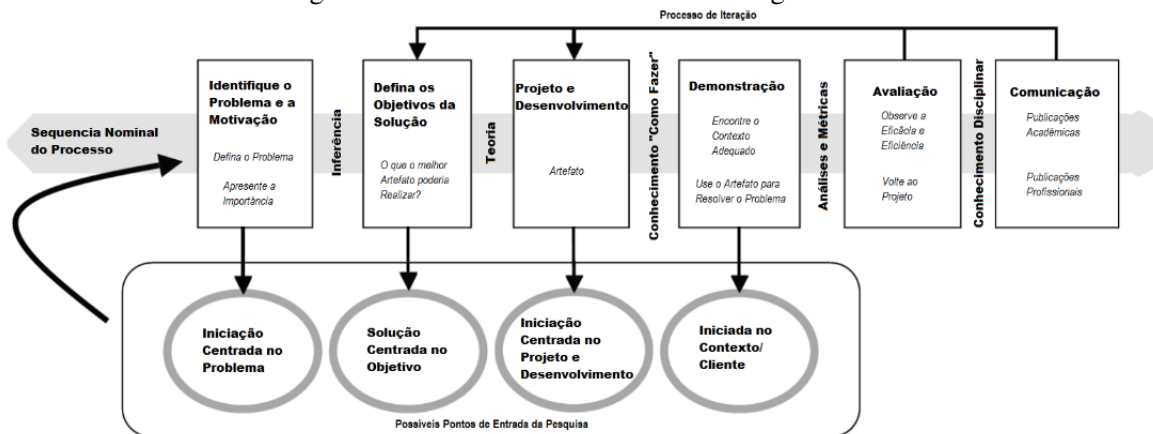 Processo de Iteração
Sequencia Nominal
do Processo
Identifique o
Problema e a
Motivação
Defina o Problema
Apresente a
Importância
Inferência
Defina os
Objetivos da
Solução
O que o melhor
Artefato poderia
Realizar?
Teoria
Projeto e
Desenvolvimento
Artefato
Conhecimento "Como Fazer"
Demonstração
Encontre o
Contexto
Adequado
Use o Artefato para
Resolver o Problema
Análises e Métricas
Avaliação
Observe a
Eficácia e
Eficiência
Volte ao
Projeto
Conhecimento Disciplinar
Comunicação
Publicações
Acadêmicas
Publicações
Profissionais
Iniciação
Centrada no
Problema
Solução
Centrada no
Objetivo
Iniciação
Centrada no
Projeto e
Desenvolvimento
Iniciada no
Contexto/
Cliente
Possíveis Pontos de Entrada da Pesquisa